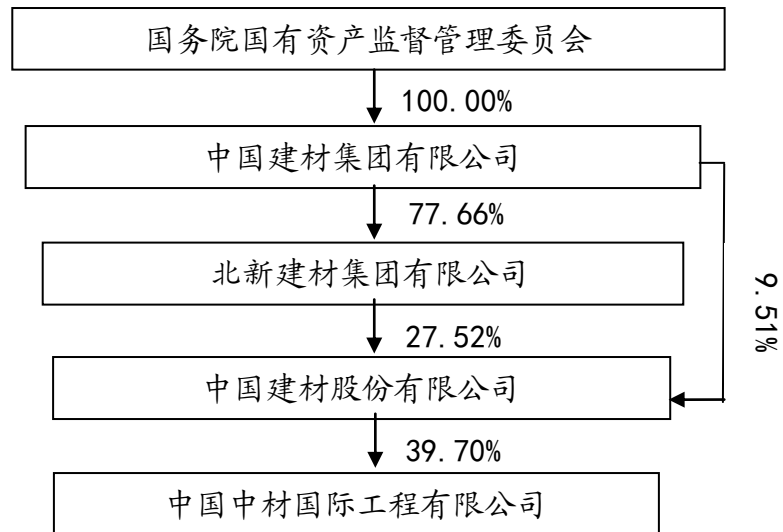 国务院国有资产监督管理委员会
100.00%
中国建材集团有限公司
77.66%
北新建材集团有限公司
9.51%
27.52%
中国建材股份有限公司
39.70%
中国中材国际工程有限公司